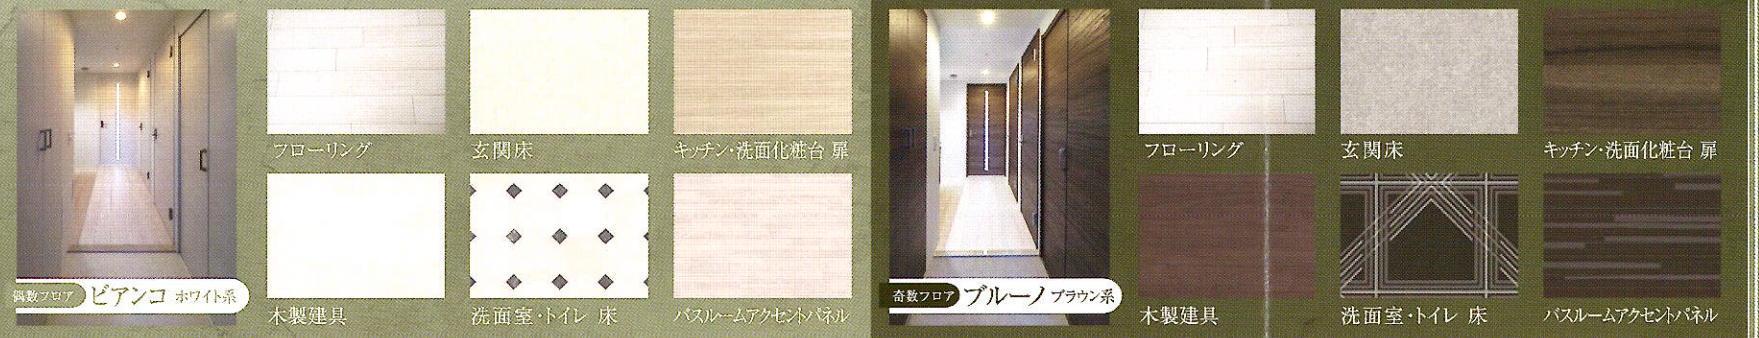 フローリング
玄関床
キッチン・洗面化粧台 扉
偶数フロア ビアンコ ホワイト系
木製建具
洗面室・トイレ 床
バスルームアクセントパネル
フローリング
玄関床
キッチン・洗面化粧台 扉
奇数フロア ブルーノ ブラウン系
木製建具
洗面室・トイレ 床
バスルームアクセントパネル